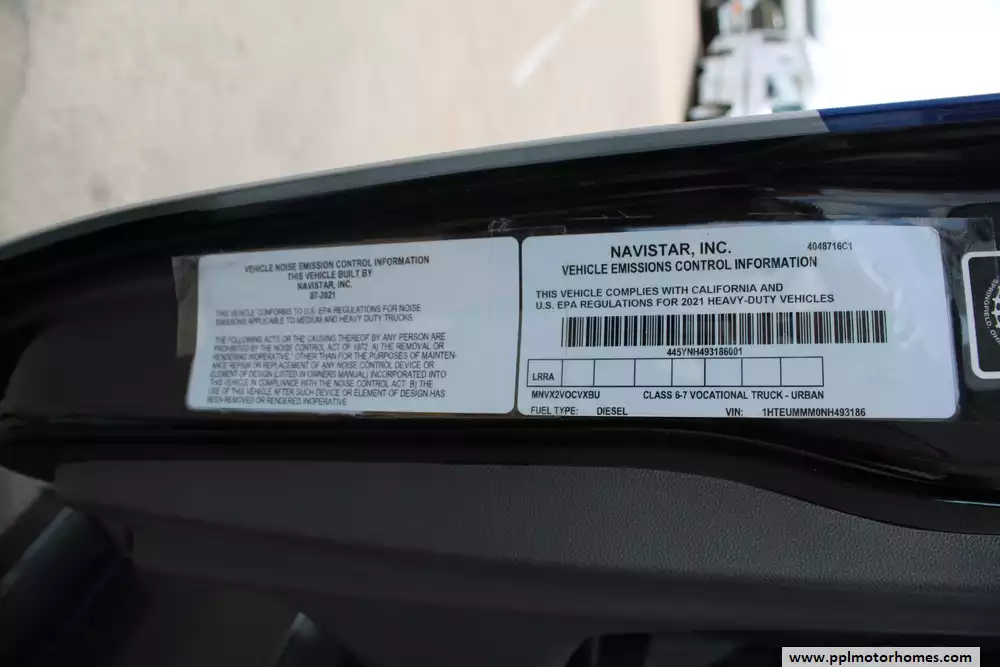 VEHICLE NOISE EMISSION CONTROL INFORMATION
THIS VEHICLE BUILT BY
NAVISTAR, INC.
07-2021
THIS VEHICLE CONFORMS TO U.S. EPA REGULATIONS FOR NOISE
EMISSIONS APPLICABLE TO MEDIUM AND HEAVY DUTY TRUCKS.
THE FOLLOWING ACTS OR THE CAUSING THEREOF BY ANY PERSON ARE
PROHIBITED BY THE NOISE CONTROL ACT OF 1972: A) THE REMOVAL OR
RENDERING INOPERATIVE, OTHER THAN FOR THE PURPOSES OF MAINTEN-
ANCE REPAIR OR REPLACEMENT OF ANY NOISE CONTROL DEVICE OR
ELEMENT OF DESIGN (LISTED IN OWNERS MANUAL) INCORPORATED INTO
THIS VEHICLE IN COMPLIANCE WITH THE NOISE CONTROL ACT. B) THE
USE OF THIS VEHICLE AFTER SUCH DEVICE OR ELEMENT OF DESIGN HAS
BEEN REMOVED OR RENDERED INOPERATIVE.
NAVISTAR, INC. 4048716C1
VEHICLE EMISSIONS CONTROL INFORMATION
THIS VEHICLE COMPLIES WITH CALIFORNIA AND
U.S. EPA REGULATIONS FOR 2021 HEAVY-DUTY VEHICLES
445YNH493186001
LRRA
MNVX2VOCVXBU CLASS 6-7 VOCATIONAL TRUCK - URBAN
FUEL TYPE: DIESEL VIN: 1HTEUMMM0NH493186
SPRINGFIELD, OHIO
www.pplmotorhomes.com